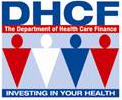 DHCF
The Department of Health Care Finance
INVESTING IN YOUR HEALTH